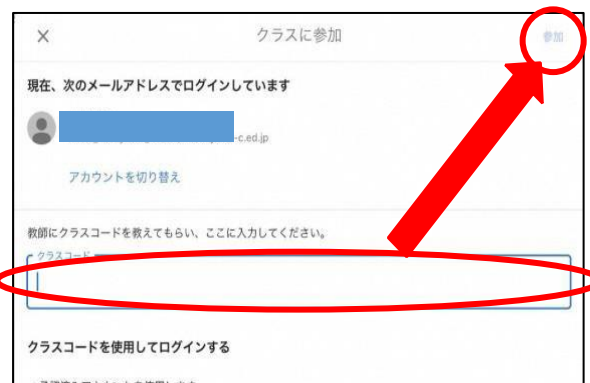 × クラスに参加 参加
現在、次のメールアドレスでログインしています
-c.ed.jp
アカウントを切り替え
教師にクラスコードを教えてもらい、ここに入力してください。
クラスコード
クラスコードを使用してログインする